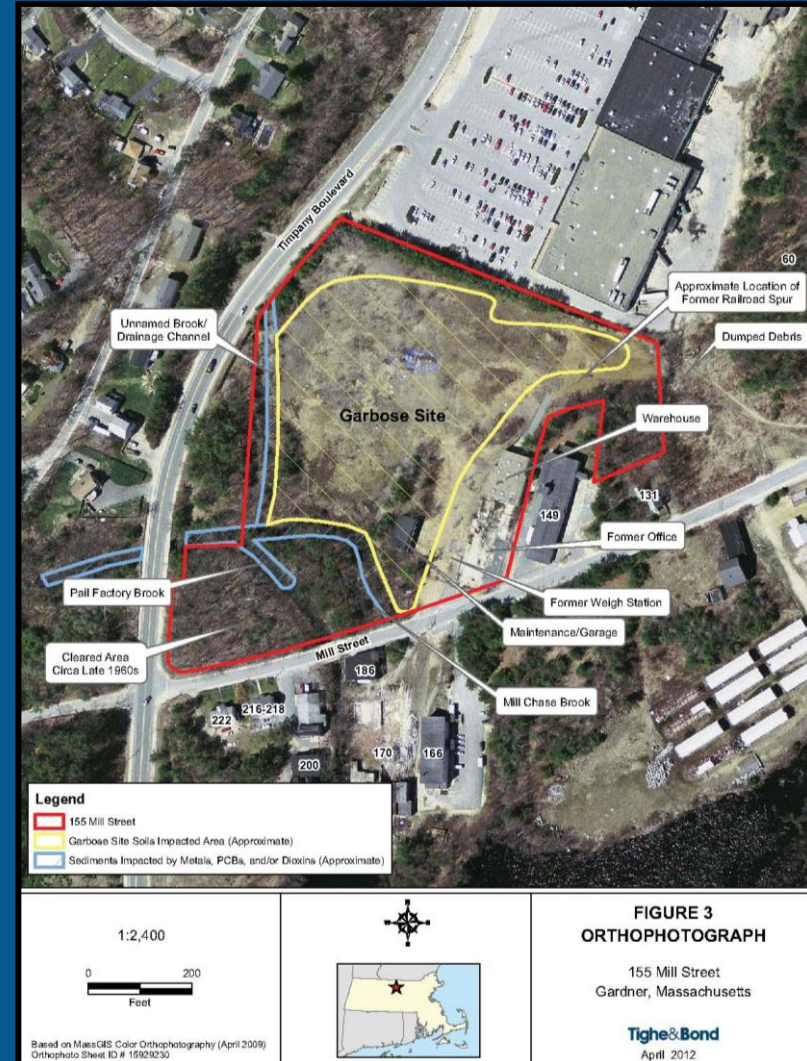 Timpany Boulevard
60
Approximate Location of
Former Railroad Spur
Unnamed Brook/
Drainage Channel
Dumped Debris
Garbose Site
Warehouse
131
149
Former Office
Pail Factory Brook
Former Weigh Station
Maintenance/Garage
Cleared Area
Circa Late 1960s
Mill Street
Mill Chase Brook
186
216-218
222
200
170
166
Legend
155 Mill Street
Garbose Site Soils Impacted Area (Approximate)
Sediments Impacted by Metals, PCBs, and/or Dioxins (Approximate)
1:2,400
0 200
Feet
Based on MassGIS Color Orthophotography (April 2009)
Orthophoto Sheet ID # 15929230
FIGURE 3
ORTHOPHOTOGRAPH
155 Mill Street
Gardner, Massachusetts
Tighe&Bond
April 2012